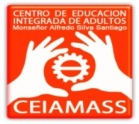 CENTRO DE EDUCACION
INTEGRADA DE ADULTOS
Monseñor Alfredo Silva Santiago
CEIAMASS